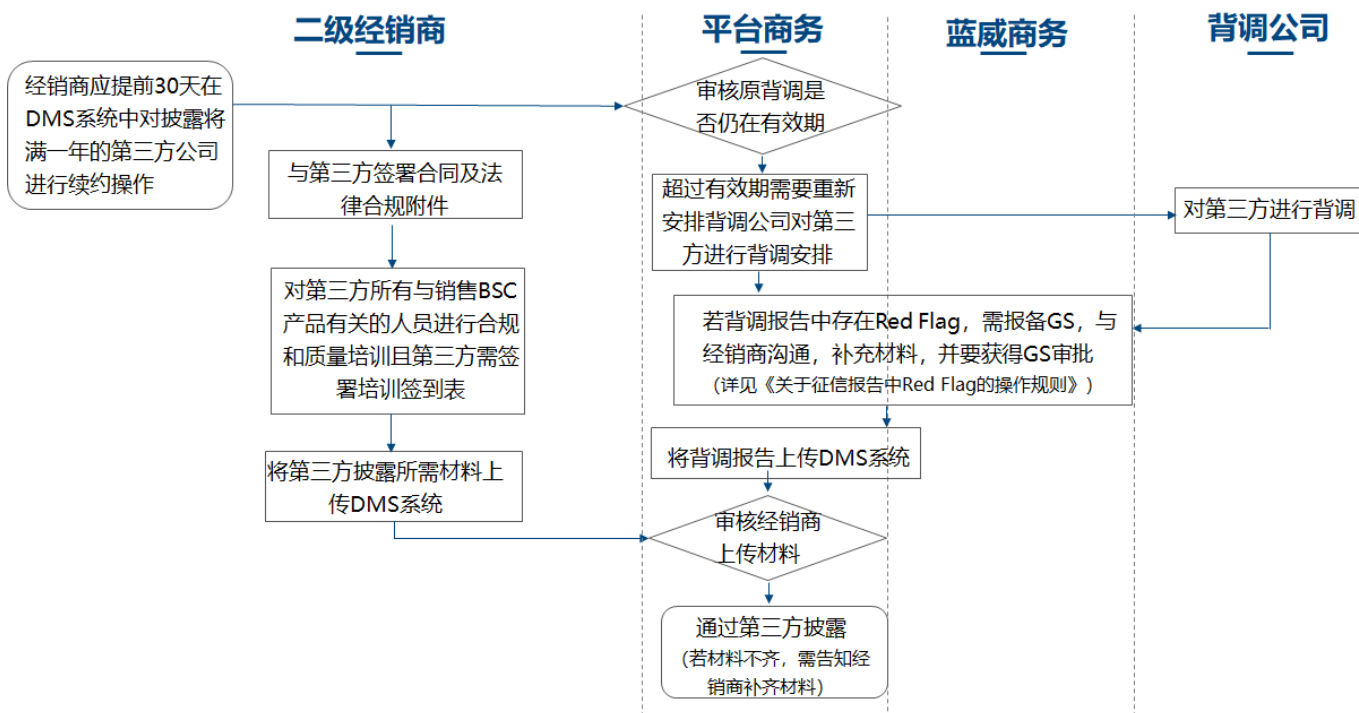 二级经销商
平台商务
蓝威商务
背调公司
经销商应提前30天在
DMS系统中对披露将
满一年的第三方公司
进行续约操作
审核原背调是
否仍在有效期
与第三方签署合同及法
律合规附件
超过有效期需要重新
安排背调公司对第三
方进行背调安排
对第三方进行背调
对第三方所有与销售BSC
产品有关的人员进行合规
和质量培训且第三方需签
署培训签到表
若背调报告中存在Red Flag，需报备GS，与
经销商沟通，补充材料，并要获得GS审批
（详见《关于征信报告中Red Flag的操作规则》）
将第三方披露所需材料上
传DMS系统
将背调报告上传DMS系统
审核经销商
上传材料
通过第三方披露
（若材料不齐，需告知经
销商补齐材料）